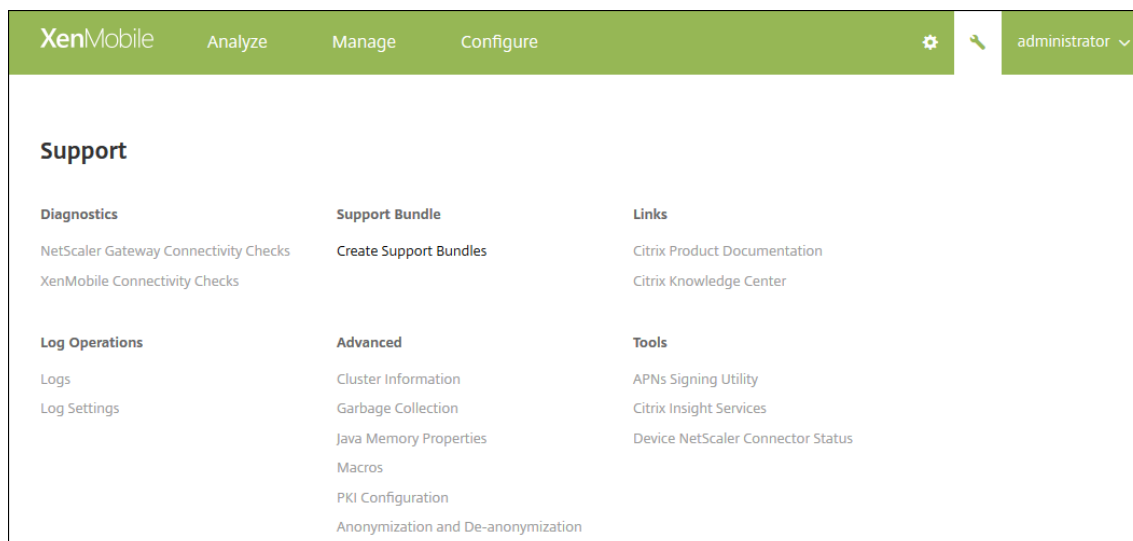 XenMobile Analyze Manage Configure administrator
Support
Diagnostics
NetScaler Gateway Connectivity Checks
XenMobile Connectivity Checks
Support Bundle
Create Support Bundles
Links
Citrix Product Documentation
Citrix Knowledge Center
Log Operations
Logs
Log Settings
Advanced
Cluster Information
Garbage Collection
Java Memory Properties
Macros
PKI Configuration
Anonymization and De-anonymization
Tools
APNs Signing Utility
Citrix Insight Services
Device NetScaler Connector Status